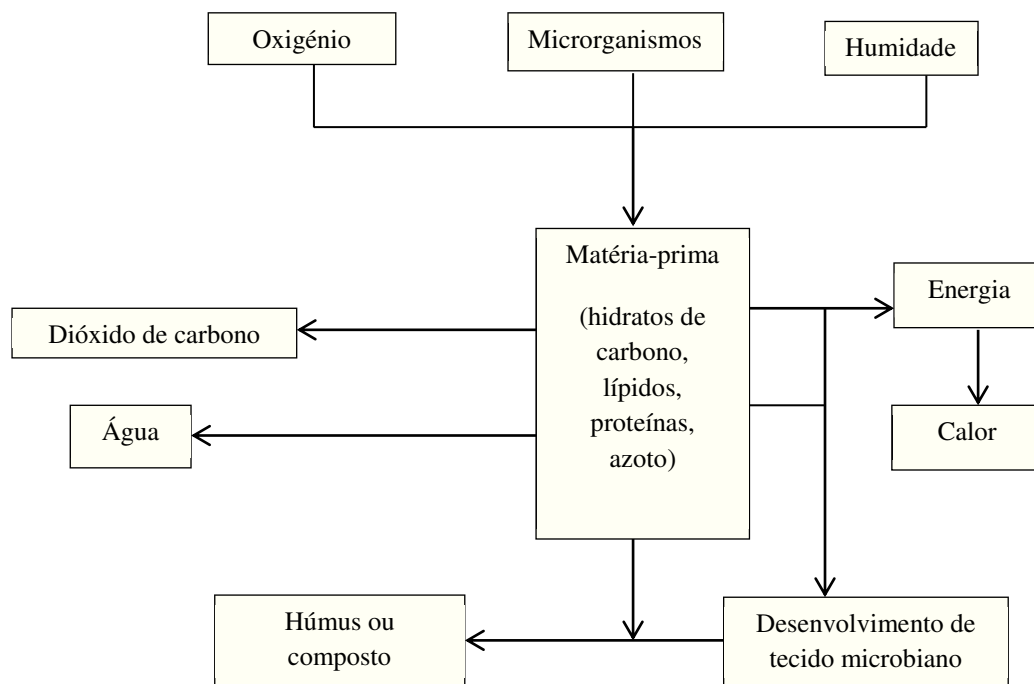 Oxigénio
Microrganismos
Humidade
Matéria-prima
(hidratos de
carbono,
lípidos,
proteínas,
azoto)
Energia
Dióxido de carbono
Água
Calor
Húmus ou
composto
Desenvolvimento de
tecido microbiano